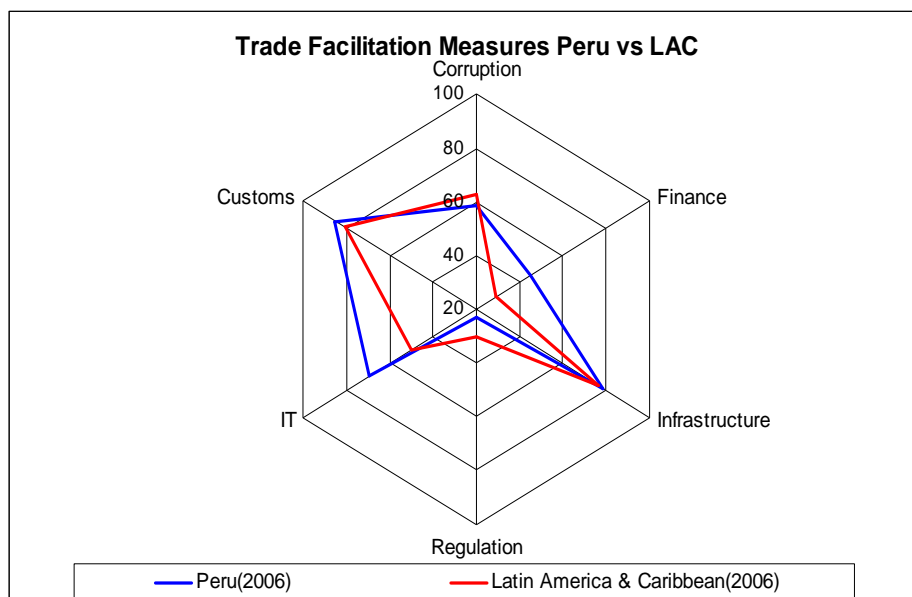 Trade Facilitation Measures Peru vs LAC
Corruption
100
80
Customs
60
Finance
40
20
IT
Infrastructure
Regulation
Peru(2006)
Latin America & Caribbean(2006)